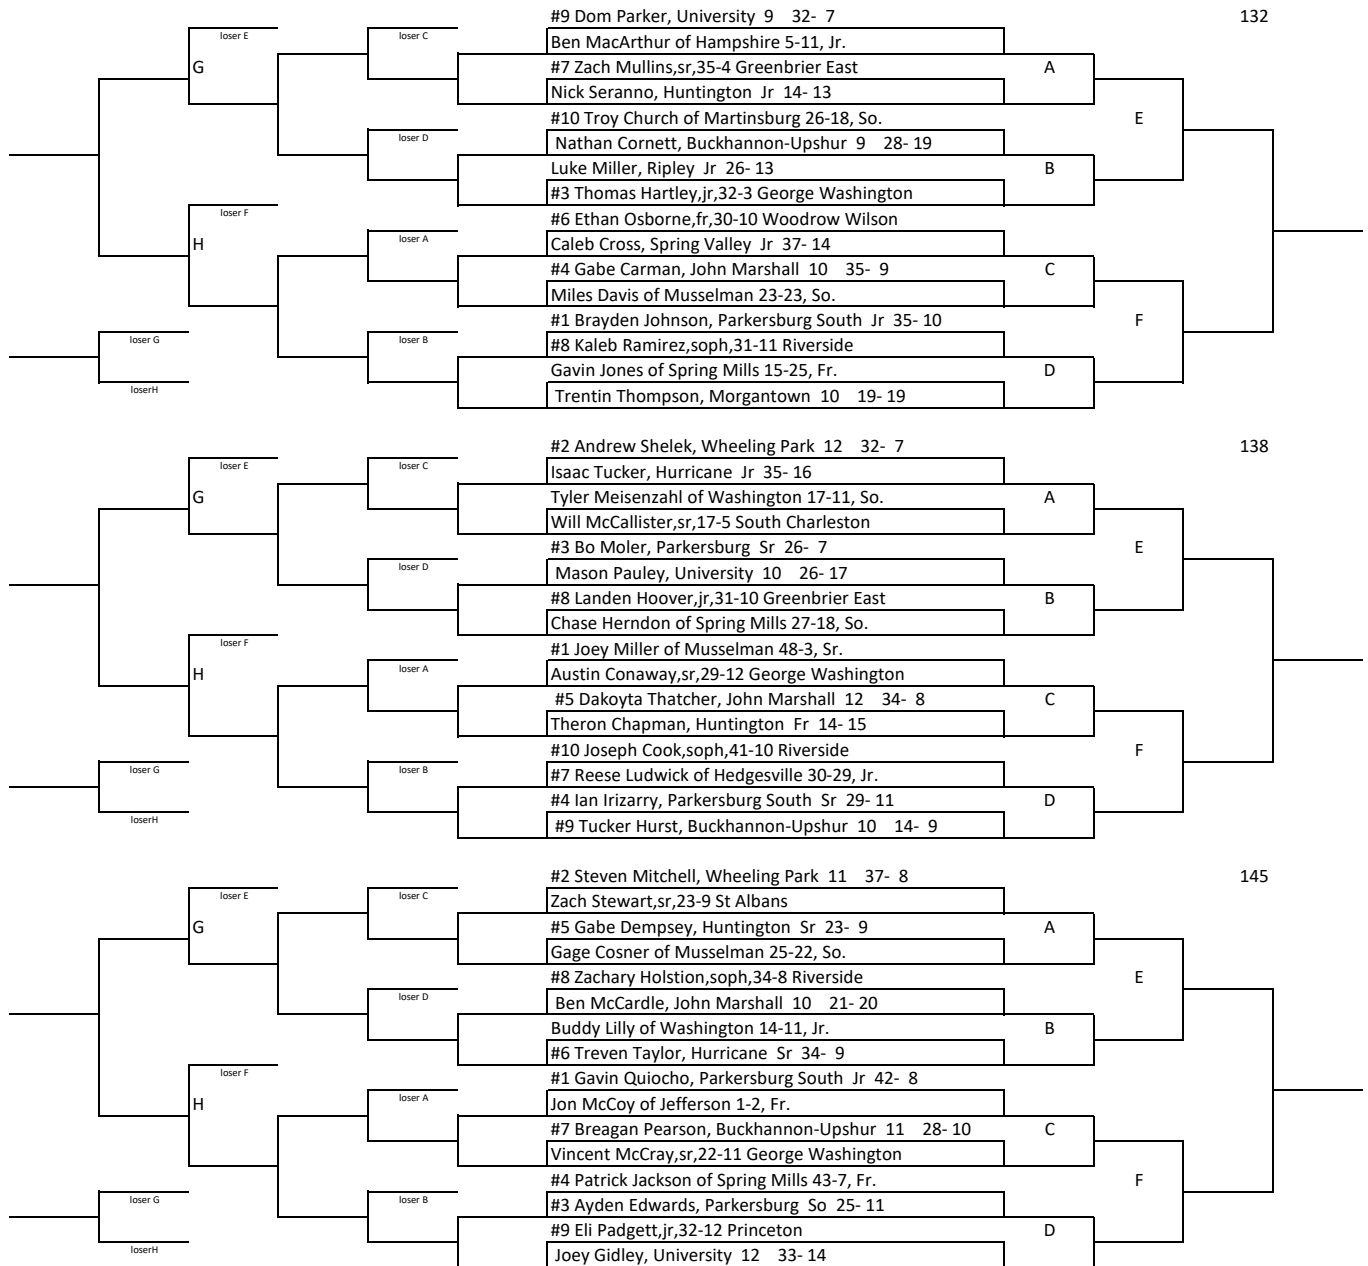 #9 Dom Parker, University 9 32- 7 132
loser E loser C Ben MacArthur of Hampshire 5-11, Jr.
G #7 Zach Mullins,sr,35-4 Greenbrier East A
Nick Seranno, Huntington Jr 14- 13
#10 Troy Church of Martinsburg 26-18, So. E
loser D Nathan Cornett, Buckhannon-Upshur 9 28- 19
Luke Miller, Ripley Jr 26- 13 B
#3 Thomas Hartley,jr,32-3 George Washington
loser F #6 Ethan Osborne,fr,30-10 Woodrow Wilson
H loser A Caleb Cross, Spring Valley Jr 37- 14
#4 Gabe Carman, John Marshall 10 35- 9 C
Miles Davis of Musselman 23-23, So.
#1 Brayden Johnson, Parkersburg South Jr 35- 10 F
loser G loser B #8 Kaleb Ramirez,soph,31-11 Riverside
Gavin Jones of Spring Mills 15-25, Fr. D
loserH Trentin Thompson, Morgantown 10 19- 19
#2 Andrew Shelek, Wheeling Park 12 32- 7 138
loser E loser C Isaac Tucker, Hurricane Jr 35- 16
G Tyler Meisenzahl of Washington 17-11, So. A
Will McCallister,sr,17-5 South Charleston
#3 Bo Moler, Parkersburg Sr 26- 7 E
loser D Mason Pauley, University 10 26- 17
#8 Landen Hoover,jr,31-10 Greenbrier East B
Chase Herndon of Spring Mills 27-18, So.
loser F #1 Joey Miller of Musselman 48-3, Sr.
H loser A Austin Conaway,sr,29-12 George Washington
#5 Dakoyta Thatcher, John Marshall 12 34- 8 C
Theron Chapman, Huntington Fr 14- 15
#10 Joseph Cook,soph,41-10 Riverside F
loser G loser B #7 Reese Ludwick of Hedgesville 30-29, Jr.
#4 Ian Irizarry, Parkersburg South Sr 29- 11 D
loserH #9 Tucker Hurst, Buckhannon-Upshur 10 14- 9
#2 Steven Mitchell, Wheeling Park 11 37- 8 145
loser E loser C Zach Stewart,sr,23-9 St Albans
G #5 Gabe Dempsey, Huntington Sr 23- 9 A
Gage Cosner of Musselman 25-22, So.
#8 Zachary Holstion,soph,34-8 Riverside E
loser D Ben McCardle, John Marshall 10 21- 20
Buddy Lilly of Washington 14-11, Jr. B
#6 Treven Taylor, Hurricane Sr 34- 9
loser F #1 Gavin Quiocho, Parkersburg South Jr 42- 8
H loser A Jon McCoy of Jefferson 1-2, Fr.
#7 Breagan Pearson, Buckhannon-Upshur 11 28- 10 C
Vincent McCray,sr,22-11 George Washington
#4 Patrick Jackson of Spring Mills 43-7, Fr. F
loser G loser B #3 Ayden Edwards, Parkersburg So 25- 11
#9 Eli Padgett,jr,32-12 Princeton D
loserH Joey Gidley, University 12 33- 14